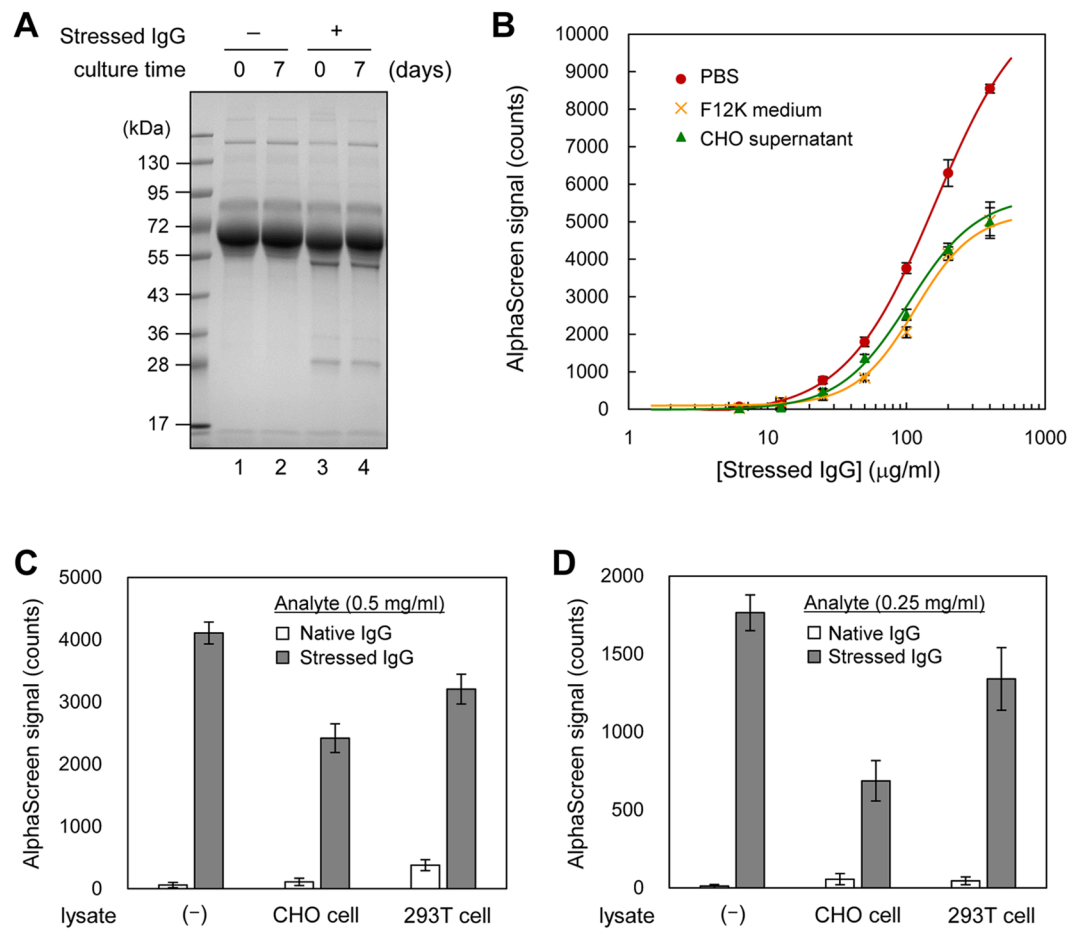 A
Stressed IgG – +
culture time 0 7 0 7 (days)
(kDa)
130
95
72
55
43
36
28
17
1 2 3 4
B
AlphaScreen signal (counts)
10000
9000
8000
7000
6000
5000
4000
3000
2000
1000
0
PBS
F12K medium
CHO supernatant
1 10 100 1000
[Stressed IgG] (μg/ml)
C
AlphaScreen signal (counts)
5000
4000
3000
2000
1000
0
Analyte (0.5 mg/ml)
Native IgG
Stressed IgG
lysate (–) CHO cell 293T cell
D
AlphaScreen signal (counts)
2000
1500
1000
500
0
Analyte (0.25 mg/ml)
Native IgG
Stressed IgG
lysate (–) CHO cell 293T cell